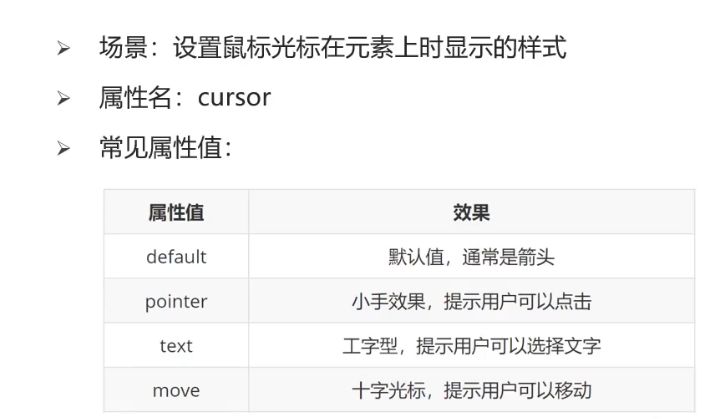 ➢ 场景：设置鼠标光标在元素上时显示的样式
➢ 属性名：cursor
➢ 常见属性值：
属性值 效果
default 默认值，通常是箭头
pointer 小手效果，提示用户可以点击
text 工字型，提示用户可以选择文字
move 十字光标，提示用户可以移动